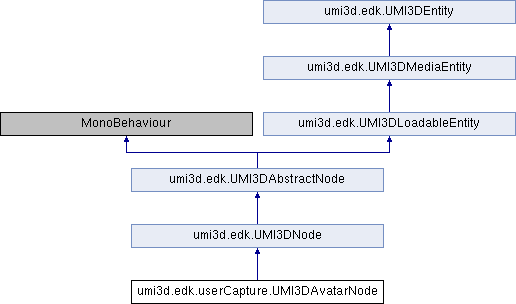 umi3d.edk.UMI3DEntity
umi3d.edk.UMI3DMediaEntity
MonoBehaviour
umi3d.edk.UMI3DLoadableEntity
umi3d.edk.UMI3DAbstractNode
umi3d.edk.UMI3DNode
umi3d.edk.userCapture.UMI3DAvatarNode